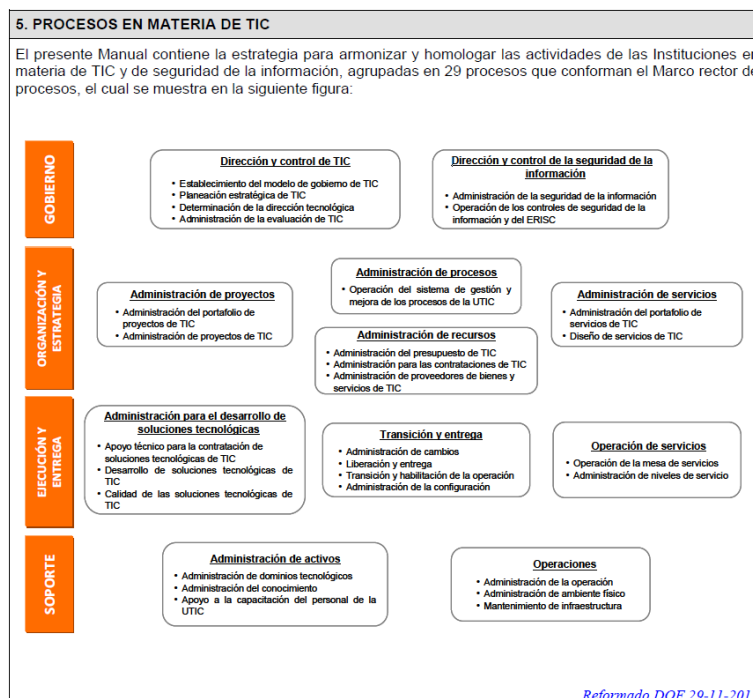 5. PROCESOS EN MATERIA DE TIC
El presente Manual contiene la estrategia para armonizar y homologar las actividades de las Instituciones en
materia de TIC y de seguridad de la información, agrupadas en 29 procesos que conforman el Marco rector de
procesos, el cual se muestra en la siguiente figura:
GOBIERNO
Dirección y control de TIC
• Establecimiento del modelo de gobierno de TIC
• Planeación estratégica de TIC
• Determinación de la dirección tecnológica
• Administración de la evaluación de TIC
Dirección y control de la seguridad de la
información
• Administración de la seguridad de la información
• Operación de los controles de seguridad de la
información y del ERISC
ORGANIZACIÓN Y
ESTRATEGIA
Administración de proyectos
• Administración del portafolio de
proyectos de TIC
• Administración de proyectos de TIC
Administración de procesos
• Operación del sistema de gestión y
mejora de los procesos de la UTIC
Administración de recursos
• Administración del presupuesto de TIC
• Administración para las contrataciones de TIC
• Administración de proveedores de bienes y
servicios de TIC
Administración de servicios
• Administración del portafolio de
servicios de TIC
• Diseño de servicios de TIC
EJECUCIÓN Y
ENTREGA
Administración para el desarrollo de
soluciones tecnológicas
• Apoyo técnico para la contratación de
soluciones tecnológicas de TIC
• Desarrollo de soluciones tecnológicas de
TIC
• Calidad de las soluciones tecnológicas de
TIC
Transición y entrega
• Administración de cambios
• Liberación y entrega
• Transición y habilitación de la operación
• Administración de la configuración
Operación de servicios
• Operación de la mesa de servicios
• Administración de niveles de servicio
SOPORTE
Administración de activos
• Administración de dominios tecnológicos
• Administración del conocimiento
• Apoyo a la capacitación del personal de la
UTIC
Operaciones
• Administración de la operación
• Administración de ambiente físico
• Mantenimiento de infraestructura
Reformado DOF 29-11-201